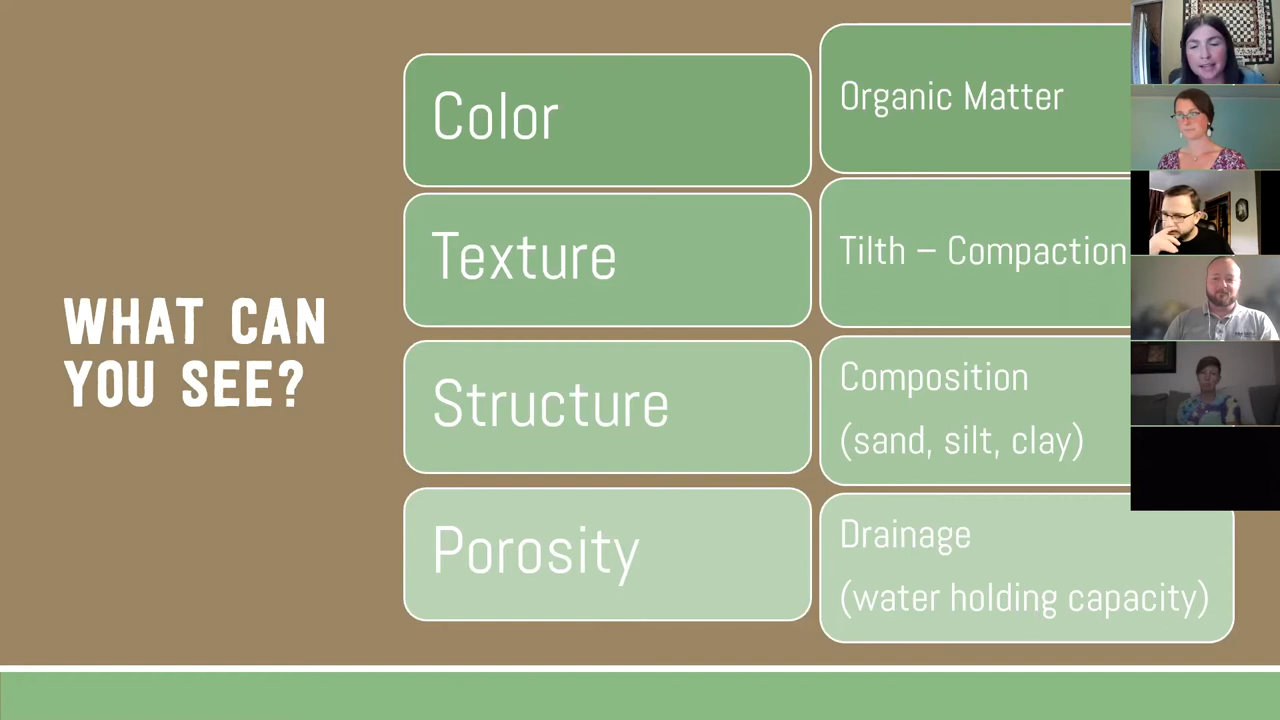 WHAT CAN
YOU SEE?
Color
Organic Matter
Texture
Tilth – Compaction
Structure
Composition
(sand, silt, clay)
Porosity
Drainage
(water holding capacity)